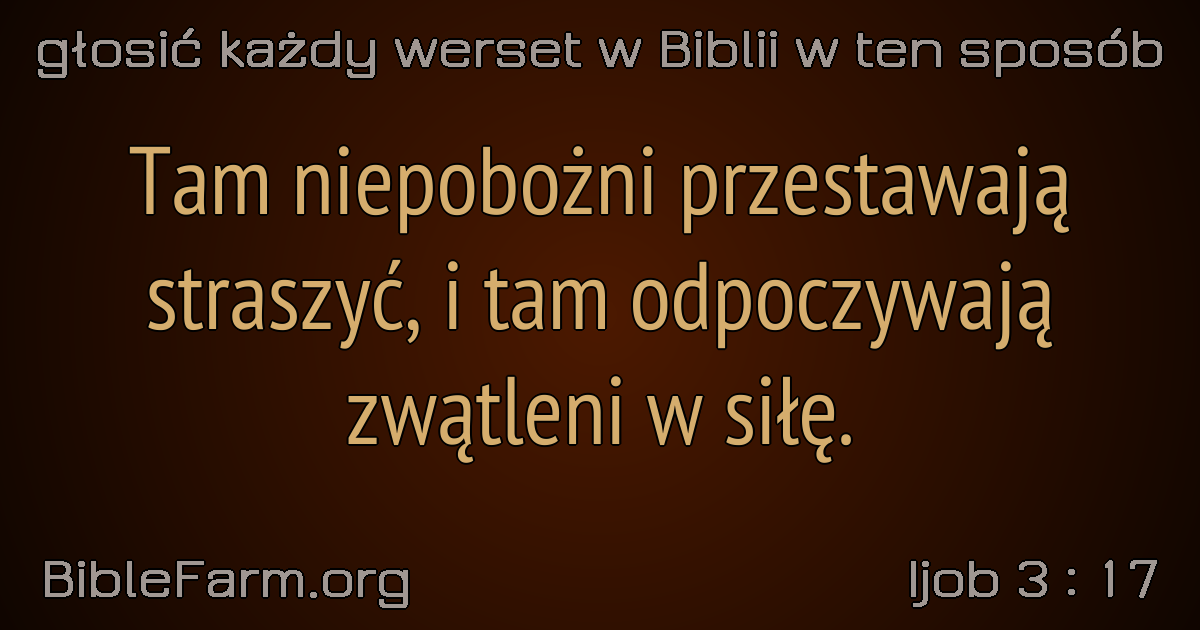 głosić każdy werset w Biblii w ten sposób
Tam niepobożni przestawają
straszyć, i tam odpoczywają
zwątleni w siłę.
BibleFarm.org
Ijob 3 : 17